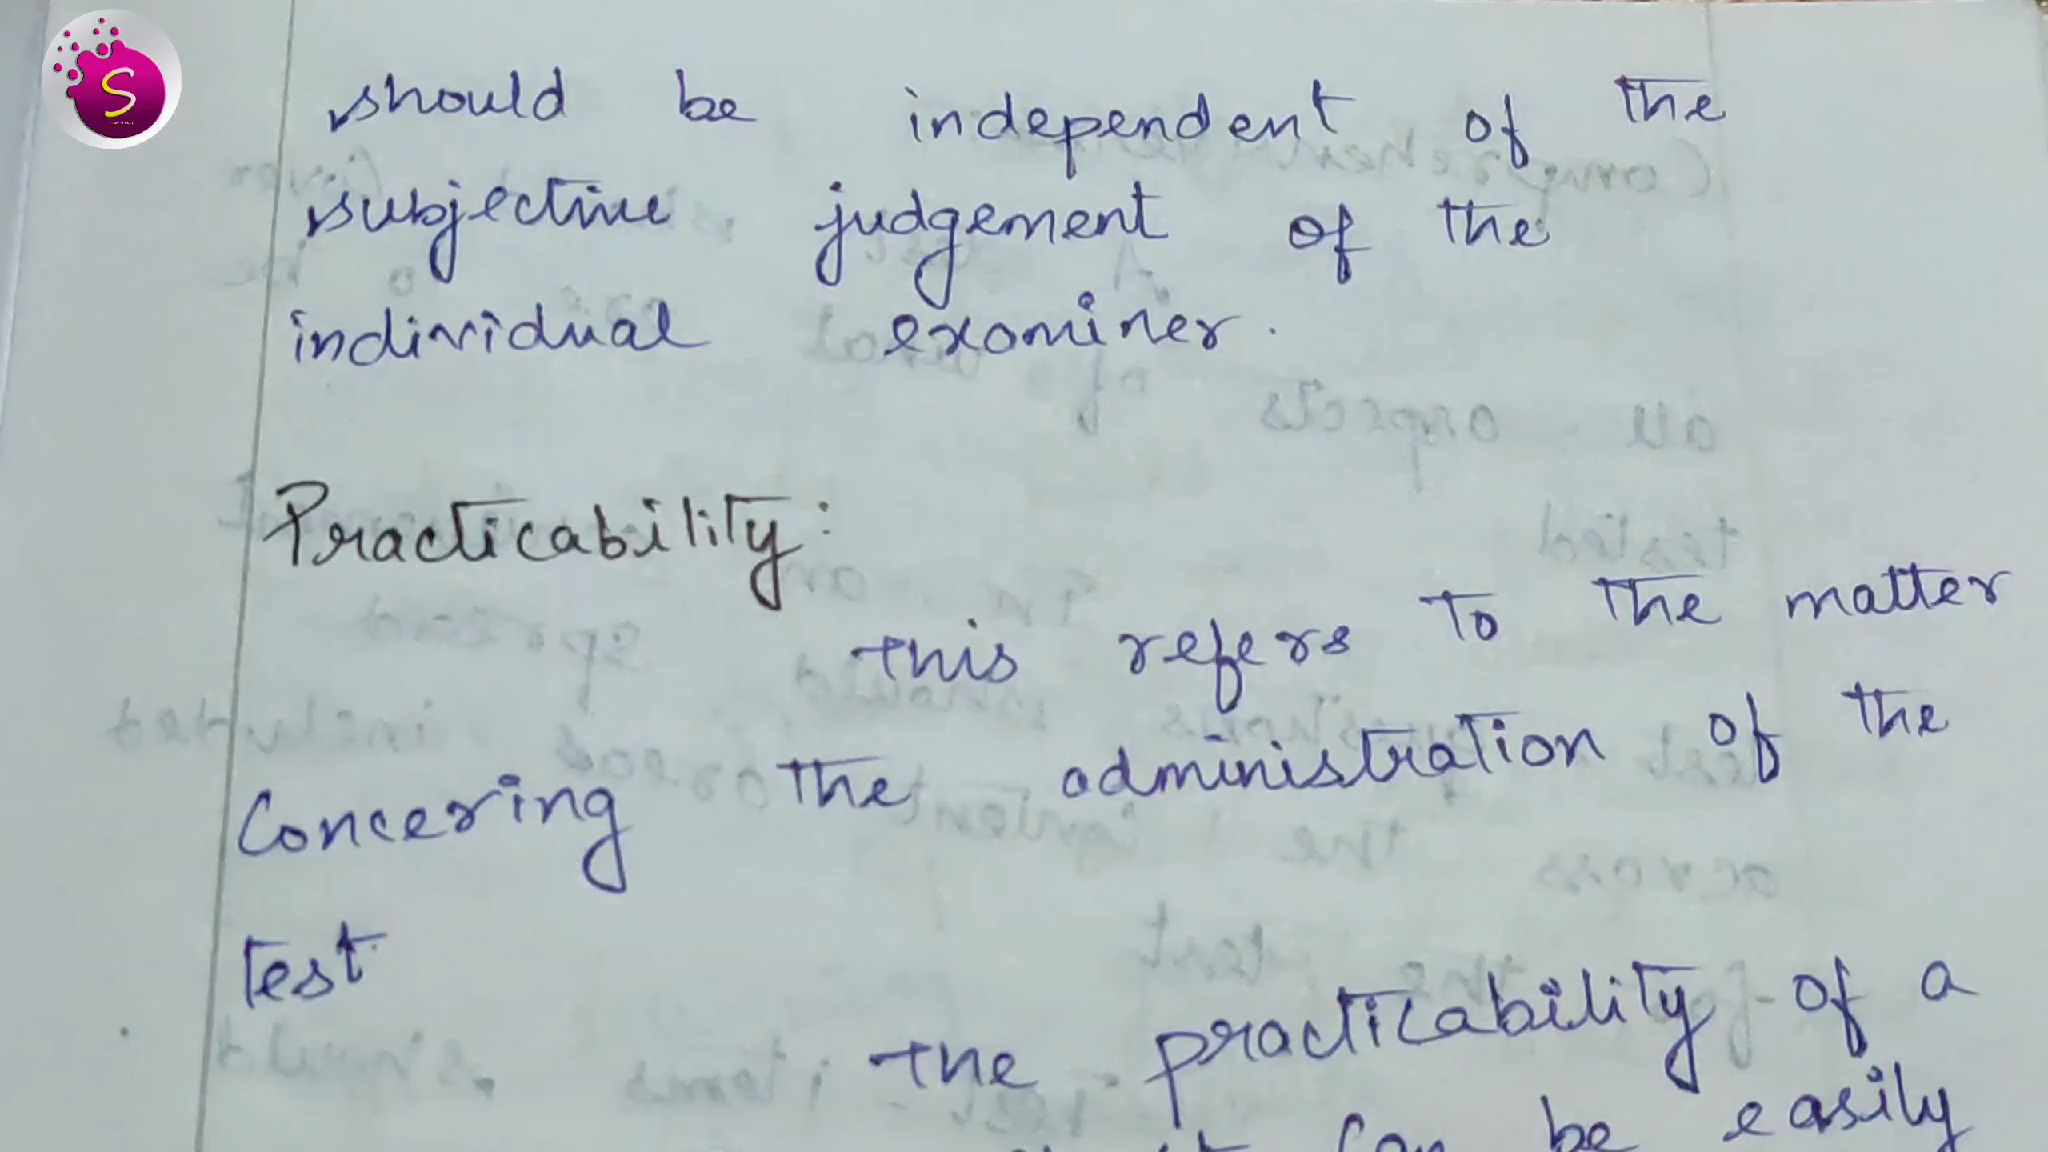 S
should be independent of the
subjective judgement of the
individual examiner.
Practicability:
This refers to the matter
Concering the administration of the
test
The practicability of a
can be easily